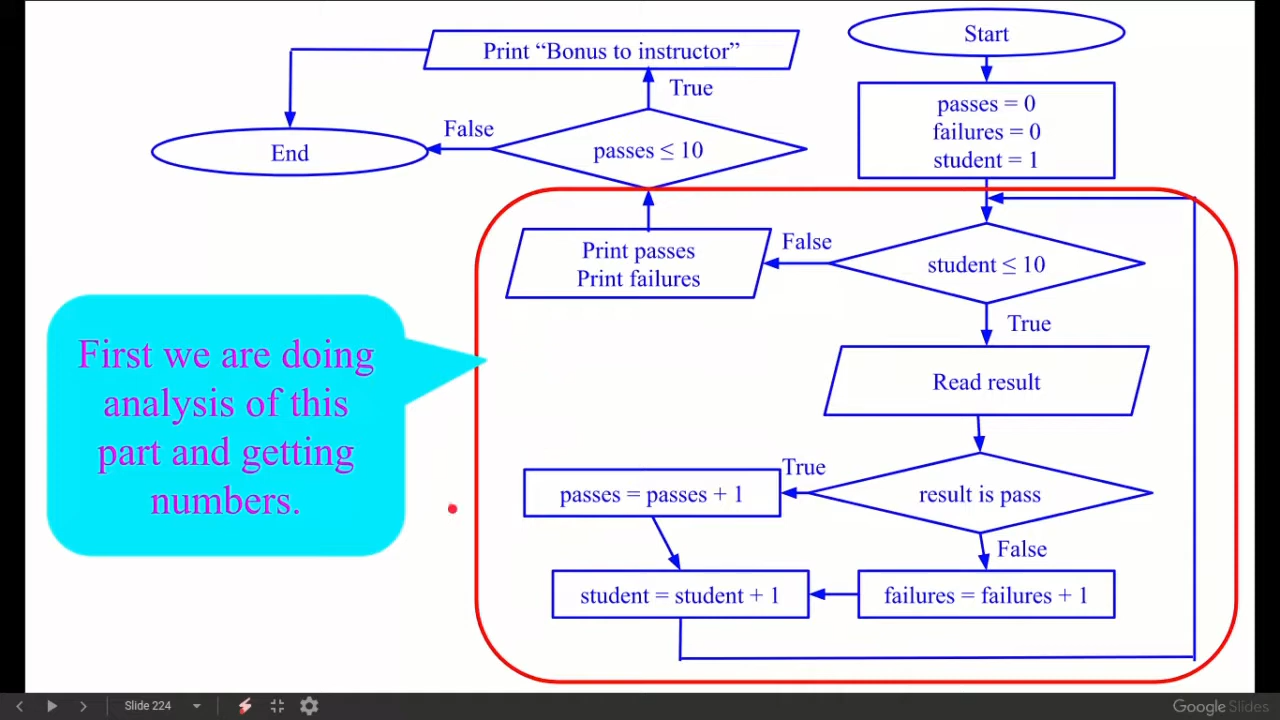 Start
passes = 0
failures = 0
student = 1
student ≤ 10
False
True
Print passes
Print failures
Read result
result is pass
True
False
passes = passes + 1
failures = failures + 1
student = student + 1
passes ≤ 10
True
False
Print “Bonus to instructor”
End
First we are doing
analysis of this
part and getting
numbers.
Slide 224
Google Slides